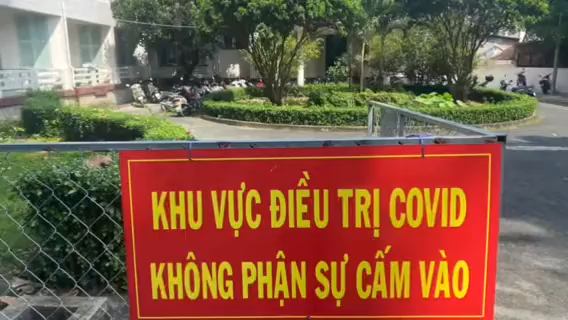 KHU VỰC ĐIỀU TRỊ COVID
KHÔNG PHẬN SỰ CẤM VÀO